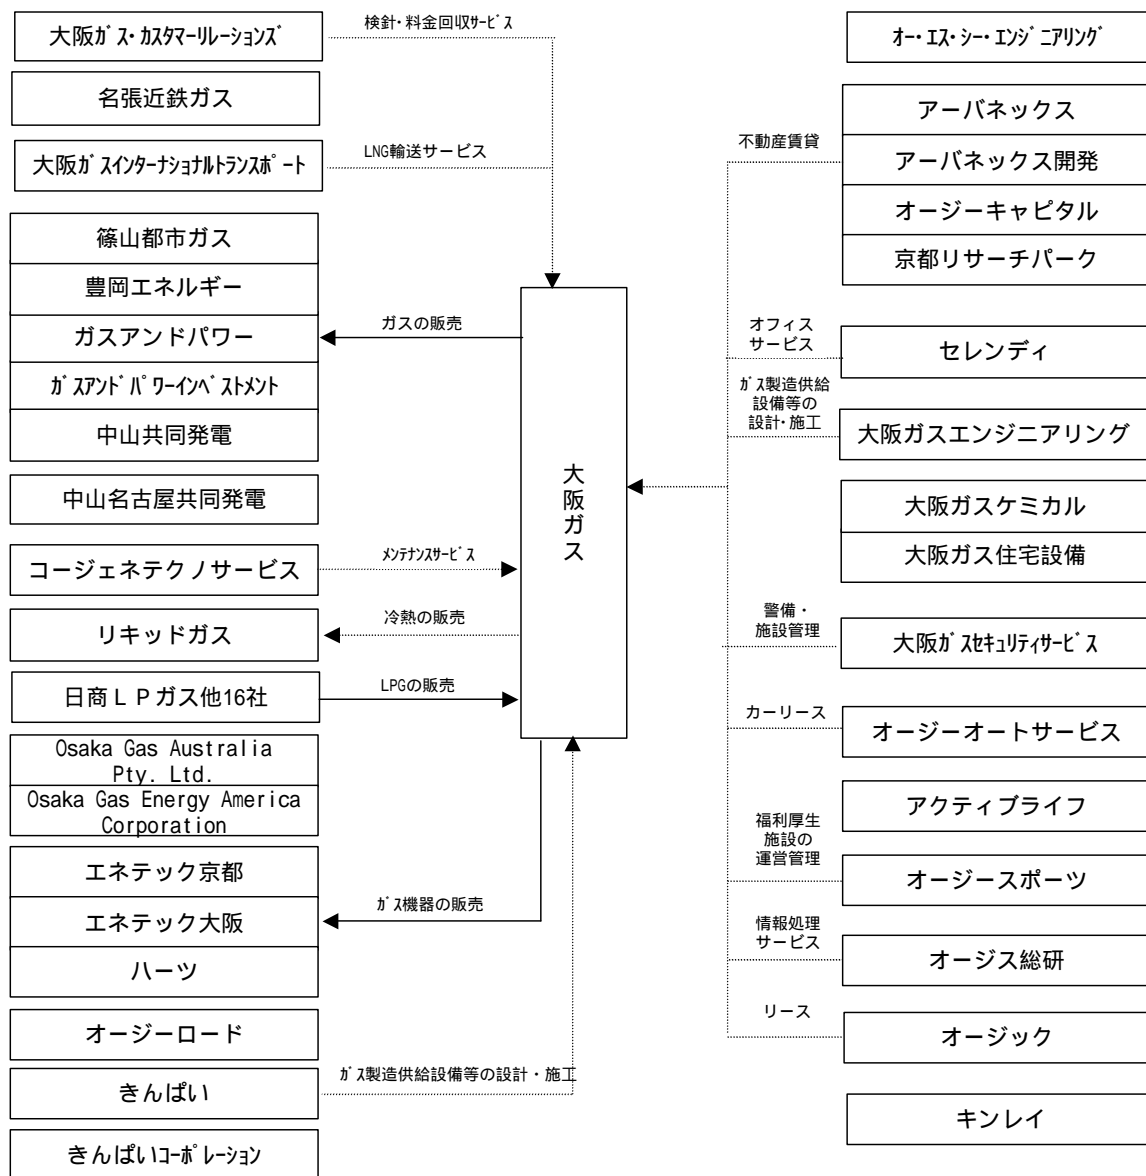 大阪ガス・カスタマーリレーションズ
検針・料金回収サービス
名張近鉄ガス
大阪ガスインターナショナルトランスポート
LNG輸送サービス
篠山都市ガス
豊岡エネルギー
ガスアンドパワー
ガスの販売
ガスアンドパワーインベストメント
中山共同発電
中山名古屋共同発電
コージェネテクノサービス
メンテナンスサービス
リキッドガス
冷熱の販売
日商LPガス他16社
LPGの販売
Osaka Gas Australia
Pty. Ltd.
Osaka Gas Energy America
Corporation
エネテック京都
エネテック大阪
ガス機器の販売
ハーツ
オージーロード
きんぱい
ガス製造供給設備等の設計・施工
きんぱいコーポレーション
大阪ガス
オー・エス・シー・エンジニアリング
不動産賃貸
アーバネックス
アーバネックス開発
オージーキャピタル
京都リサーチパーク
オフィス
サービス
セレンディ
ガス製造供給
設備等の
設計・施工
大阪ガスエンジニアリング
大阪ガスケミカル
大阪ガス住宅設備
警備・
施設管理
大阪ガスセキュリティサービス
カーリース
オージーオートサービス
アクティブライフ
福利厚生
施設の
運営管理
オージースポーツ
情報処理
サービス
オージス総研
リース
オージック
キンレイ